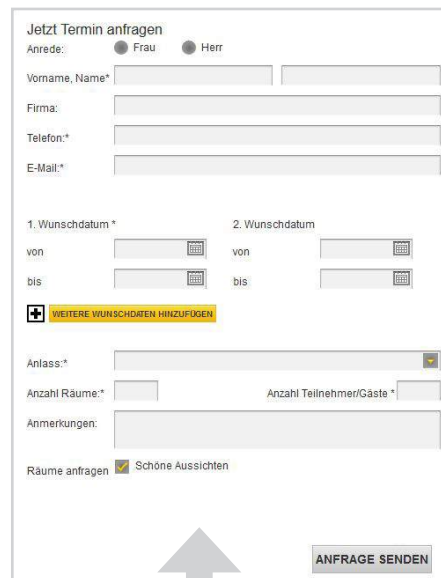 Jetzt Termin anfragen
Anrede: Frau Herr
Vorname, Name*
Firma:
Telefon:*
E-Mail:*
1. Wunschdatum * 2. Wunschdatum
von von
bis bis
WEITERE WUNSCHDATEN HINZUFÜGEN
Anlass:*
Anzahl Räume:* Anzahl Teilnehmer/Gäste *
Anmerkungen:
Räume anfragen Schöne Aussichten
ANFRAGE SENDEN